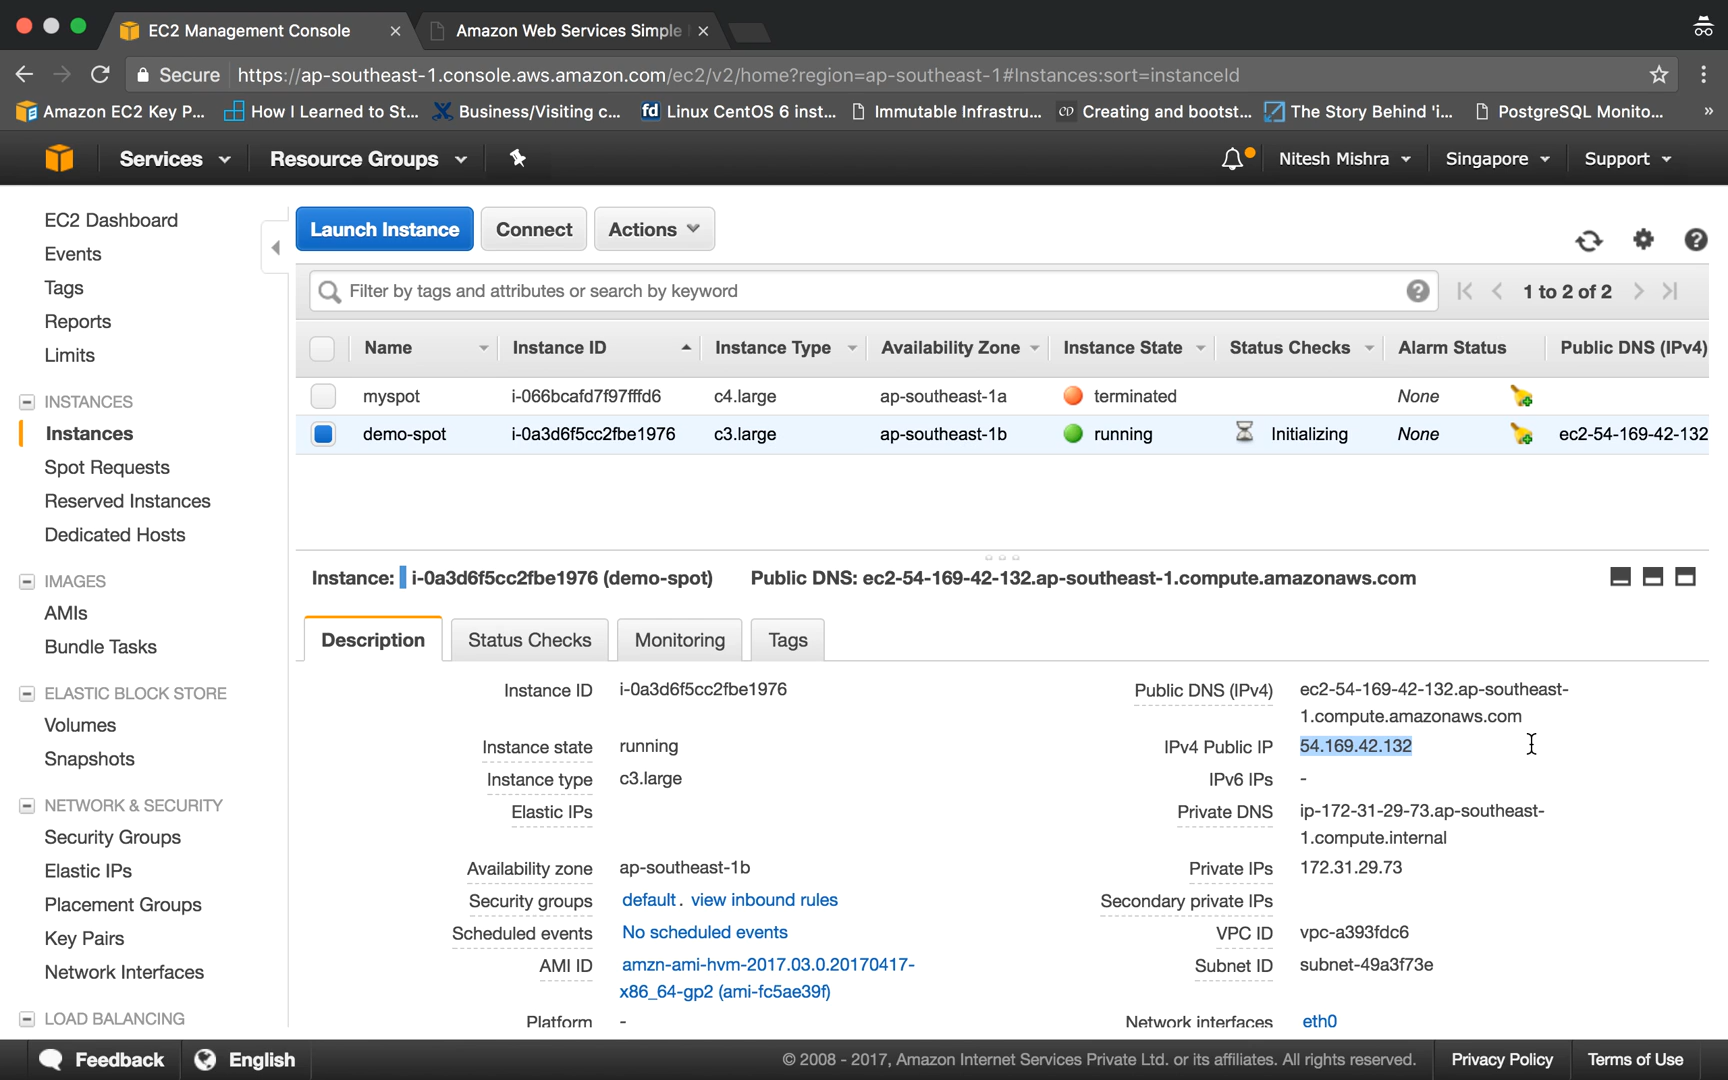 EC2 Management Console
Amazon Web Services Simple
Secure https://ap-southeast-1.console.aws.amazon.com/ec2/v2/home?region=ap-southeast-1#Instances:sort=instanceId
Amazon EC2 Key P... How I Learned to St... Business/Visiting c... fd Linux CentOS 6 inst... Immutable Infrastru... Creating and bootst... The Story Behind 'i... PostgreSQL Monito... »
Services Resource Groups Nitesh Mishra Singapore Support
EC2 Dashboard
Events
Tags
Reports
Limits
INSTANCES
Instances
Spot Requests
Reserved Instances
Dedicated Hosts
IMAGES
AMIs
Bundle Tasks
ELASTIC BLOCK STORE
Volumes
Snapshots
NETWORK & SECURITY
Security Groups
Elastic IPs
Placement Groups
Key Pairs
Network Interfaces
LOAD BALANCING
Launch Instance Connect Actions
Filter by tags and attributes or search by keyword
1 to 2 of 2
Name Instance ID Instance Type Availability Zone Instance State Status Checks Alarm Status Public DNS (IPv4)
myspot i-066bcafd7f97fffd6 c4.large ap-southeast-1a terminated None
demo-spot i-0a3d6f5cc2fbe1976 c3.large ap-southeast-1b running Initializing None ec2-54-169-42-132
Instance: i-0a3d6f5cc2fbe1976 (demo-spot) Public DNS: ec2-54-169-42-132.ap-southeast-1.compute.amazonaws.com
Description Status Checks Monitoring Tags
Instance ID i-0a3d6f5cc2fbe1976
Instance state running
Instance type c3.large
Elastic IPs
Availability zone ap-southeast-1b
Security groups default. view inbound rules
Scheduled events No scheduled events
AMI ID amzn-ami-hvm-2017.03.0.20170417-
x86_64-gp2 (ami-fc5ae39f)
Platform -
Public DNS (IPv4) ec2-54-169-42-132.ap-southeast-
1.compute.amazonaws.com
IPv4 Public IP 54.169.42.132
IPv6 IPs -
Private DNS ip-172-31-29-73.ap-southeast-
1.compute.internal
Private IPs 172.31.29.73
Secondary private IPs
VPC ID vpc-a393fdc6
Subnet ID subnet-49a3f73e
Network interfaces eth0
Feedback English © 2008 - 2017, Amazon Internet Services Private Ltd. or its affiliates. All rights reserved. Privacy Policy Terms of Use